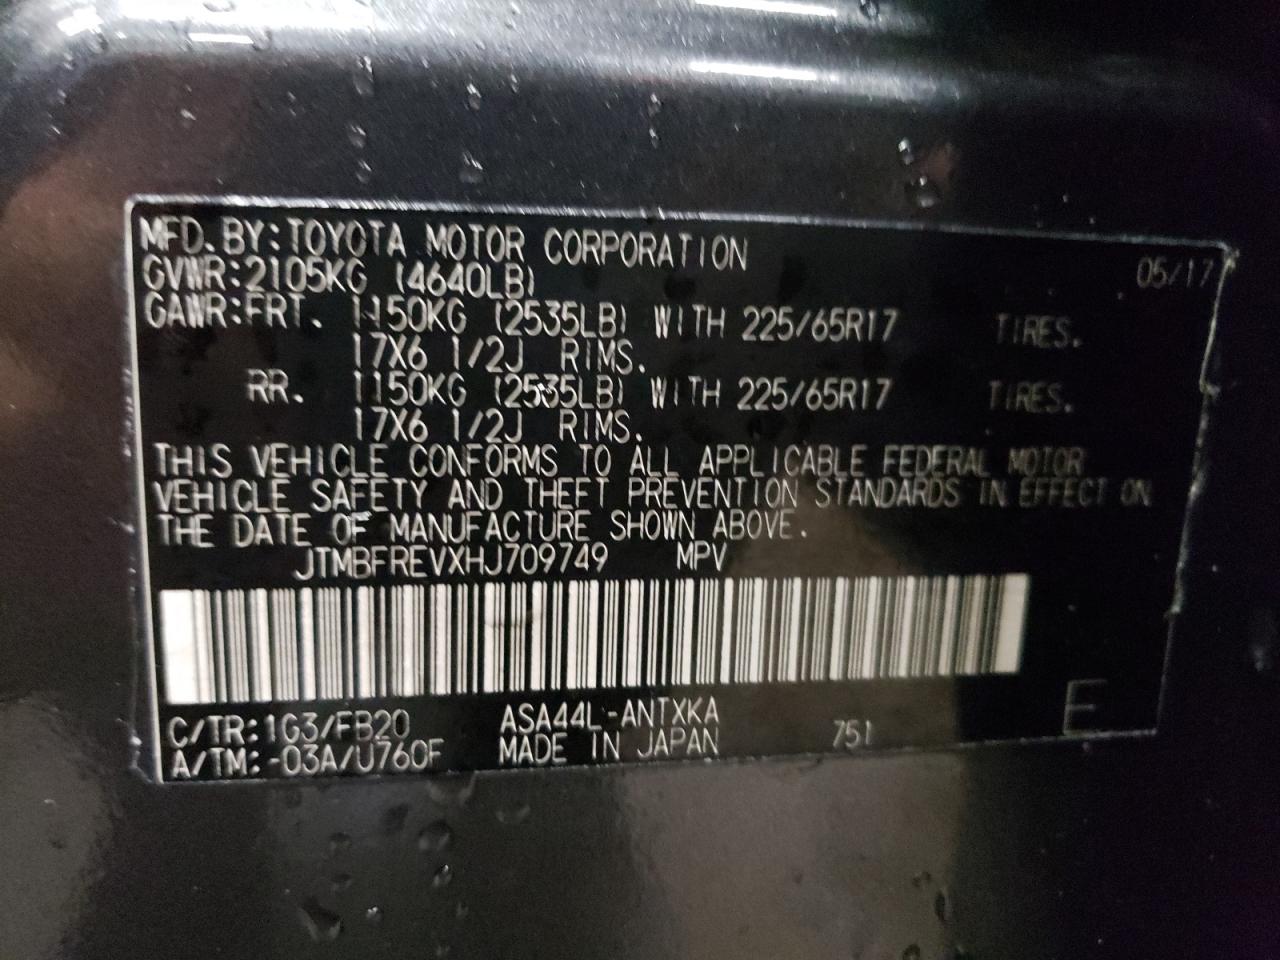 MFD. BY: TOYOTA MOTOR CORPORATION 05/17
GVWR: 2105KG (4640LB)
GAWR: FRT. 1150KG (2535LB) WITH 225/65R17 TIRES.
17X6 1/2J RIMS.
RR. 1150KG (2535LB) WITH 225/65R17 TIRES.
17X6 1/2J RIMS.
THIS VEHICLE CONFORMS TO ALL APPLICABLE FEDERAL MOTOR
VEHICLE SAFETY AND THEFT PREVENTION STANDARDS IN EFFECT ON
THE DATE OF MANUFACTURE SHOWN ABOVE.
JTMBFREVXHJ709749 MPV
C/TR: 1G3/FB20 ASA44L-ANTXKA 751 E
A/TM: -03A/U760F MADE IN JAPAN